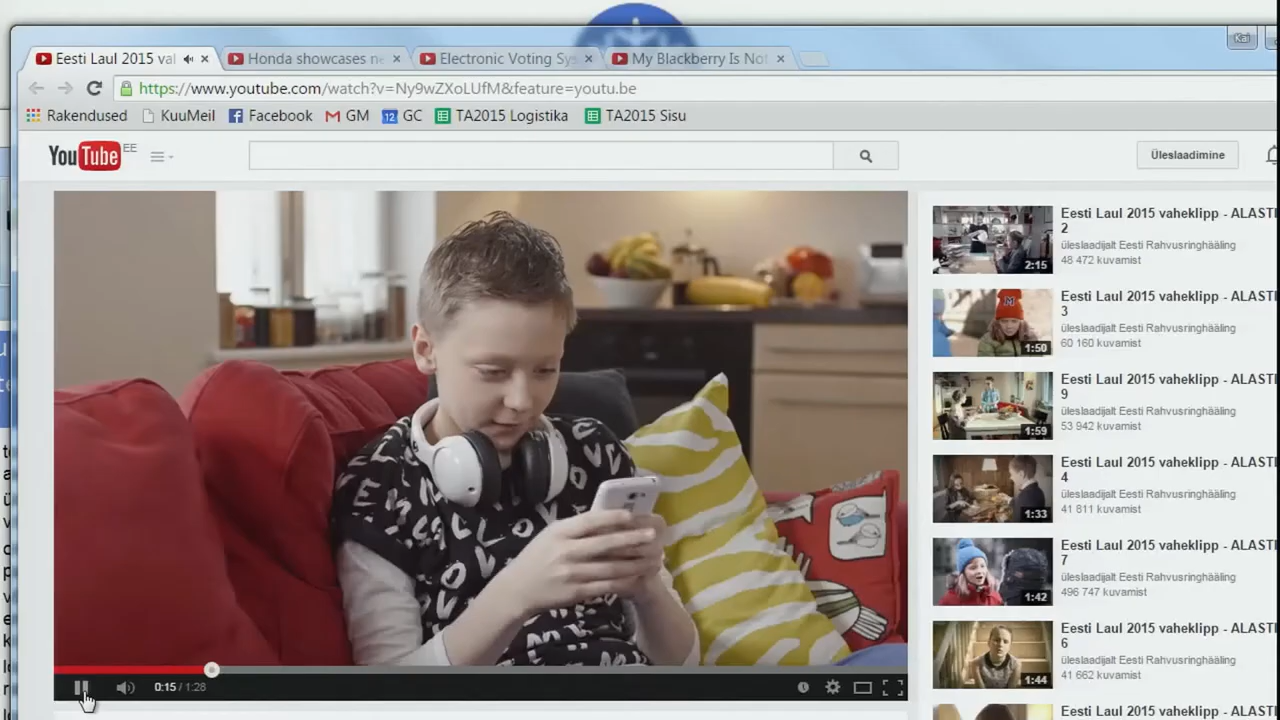 Eesti Laul 2015 val
Honda showcases ne
Electronic Voting Sys
My Blackberry Is Not
https://www.youtube.com/watch?v=Ny9wZXoLUfM&feature=youtu.be
Rakendused KuuMeil Facebook GM 12 GC TA2015 Logistika TA2015 Sisu
YouTube EE
Üleslaadimine
Eesti Laul 2015 vaheklipp - ALASTI
2
üleslaadijalt Eesti Rahvusringhääling
48 472 kuvamist
2:15
Eesti Laul 2015 vaheklipp - ALASTI
3
üleslaadijalt Eesti Rahvusringhääling
60 160 kuvamist
M
1:50
Eesti Laul 2015 vaheklipp - ALASTI
9
üleslaadijalt Eesti Rahvusringhääling
53 942 kuvamist
1:59
Eesti Laul 2015 vaheklipp - ALASTI
4
üleslaadijalt Eesti Rahvusringhääling
41 811 kuvamist
1:33
Eesti Laul 2015 vaheklipp - ALASTI
7
üleslaadijalt Eesti Rahvusringhääling
496 747 kuvamist
1:42
Eesti Laul 2015 vaheklipp - ALASTI
6
üleslaadijalt Eesti Rahvusringhääling
41 662 kuvamist
1:44
Eesti Laul 2015 vaheklipp - ALASTI
0:15 / 1:28